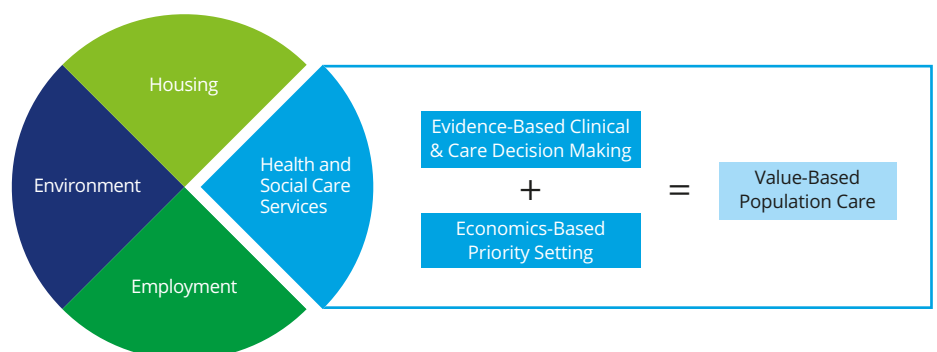 Housing
Environment
Health and
Social Care
Services
Employment
Evidence-Based Clinical
& Care Decision Making
+
Economics-Based
Priority Setting
=
Value-Based
Population Care